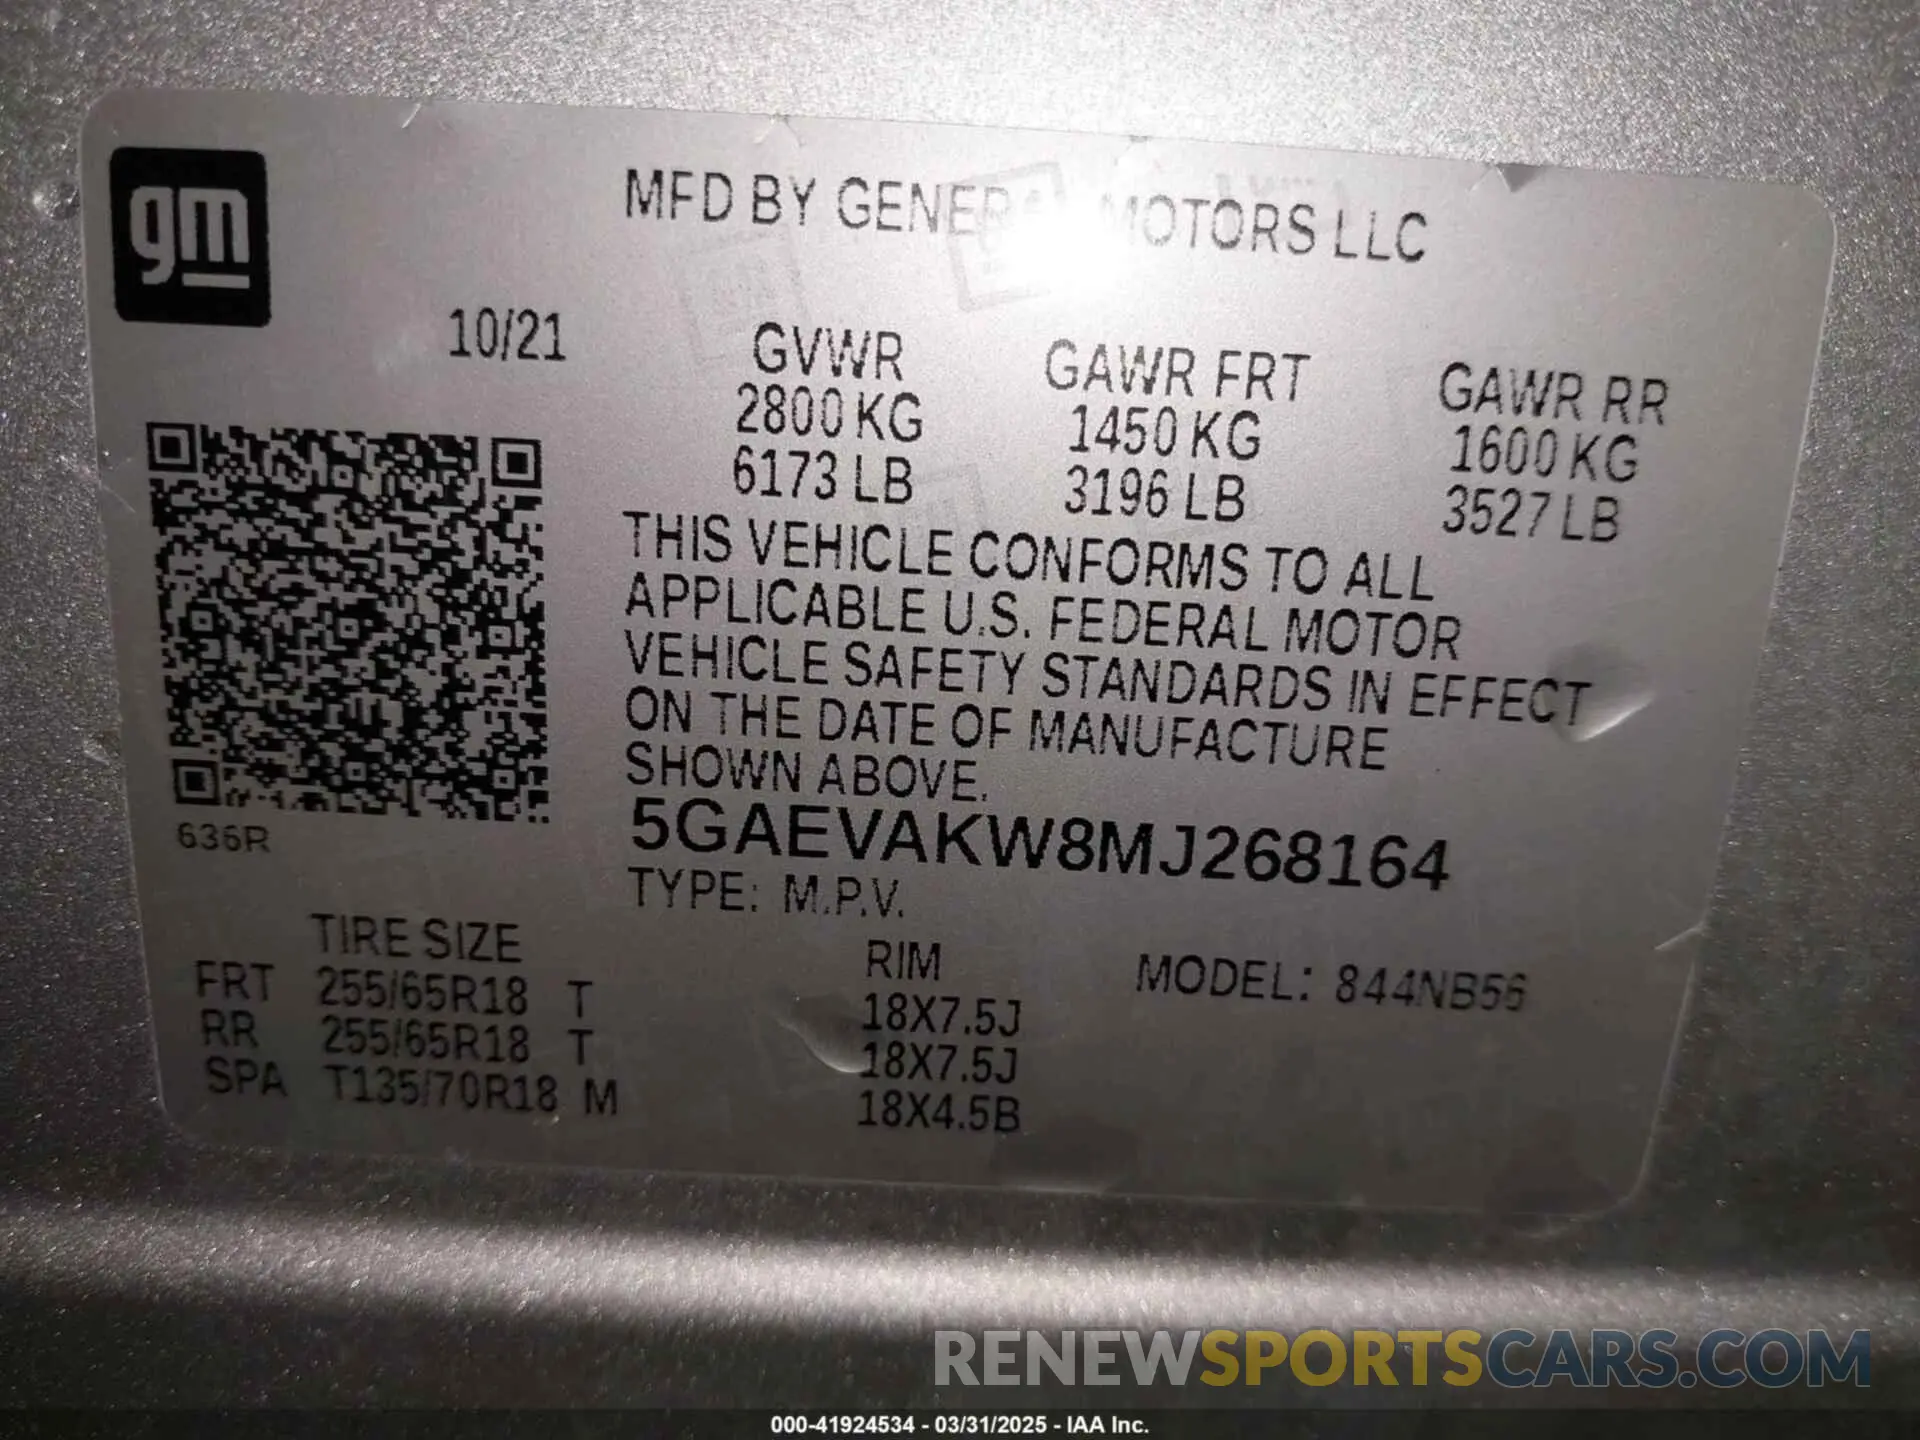 gm
MFD BY GENERAL MOTORS LLC
10/21
GVWR GAWR FRT GAWR RR
2800 KG 1450 KG 1600 KG
6173 LB 3196 LB 3527 LB
THIS VEHICLE CONFORMS TO ALL
APPLICABLE U.S. FEDERAL MOTOR
VEHICLE SAFETY STANDARDS IN EFFECT
ON THE DATE OF MANUFACTURE
SHOWN ABOVE.
636R
5GAEVAKW8MJ268164
TYPE: M.P.V.
TIRE SIZE RIM MODEL: 844NB56
FRT 255/65R18 T 18X7.5J
RR 255/65R18 T 18X7.5J
SPA T135/70R18 M 18X4.5B
RENEWSPORTSCARS.COM
000-41924534 - 03/31/2025 - IAA Inc.